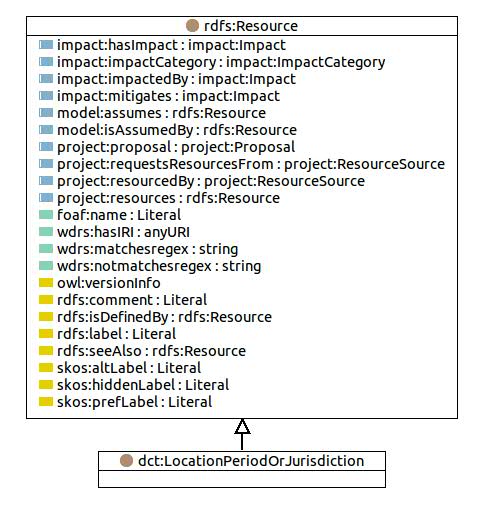 rdfs:Resource
impact:hasImpact : impact:Impact
impact:impactCategory : impact:ImpactCategory
impact:impactedBy : impact:Impact
impact:mitigates : impact:Impact
model:assumes : rdfs:Resource
model:isAssumedBy : rdfs:Resource
project:proposal : project:Proposal
project:requestsResourcesFrom : project:ResourceSource
project:resourcedBy : project:ResourceSource
project:resources : rdfs:Resource
foaf:name : Literal
wdrs:hasIRI : anyURI
wdrs:matchesregex : string
wdrs:notmatchesregex : string
owl:versionInfo
rdfs:comment : Literal
rdfs:isDefinedBy : rdfs:Resource
rdfs:label : Literal
rdfs:seeAlso : rdfs:Resource
skos:altLabel : Literal
skos:hiddenLabel : Literal
skos:prefLabel : Literal
dct:LocationPeriodOrJurisdiction